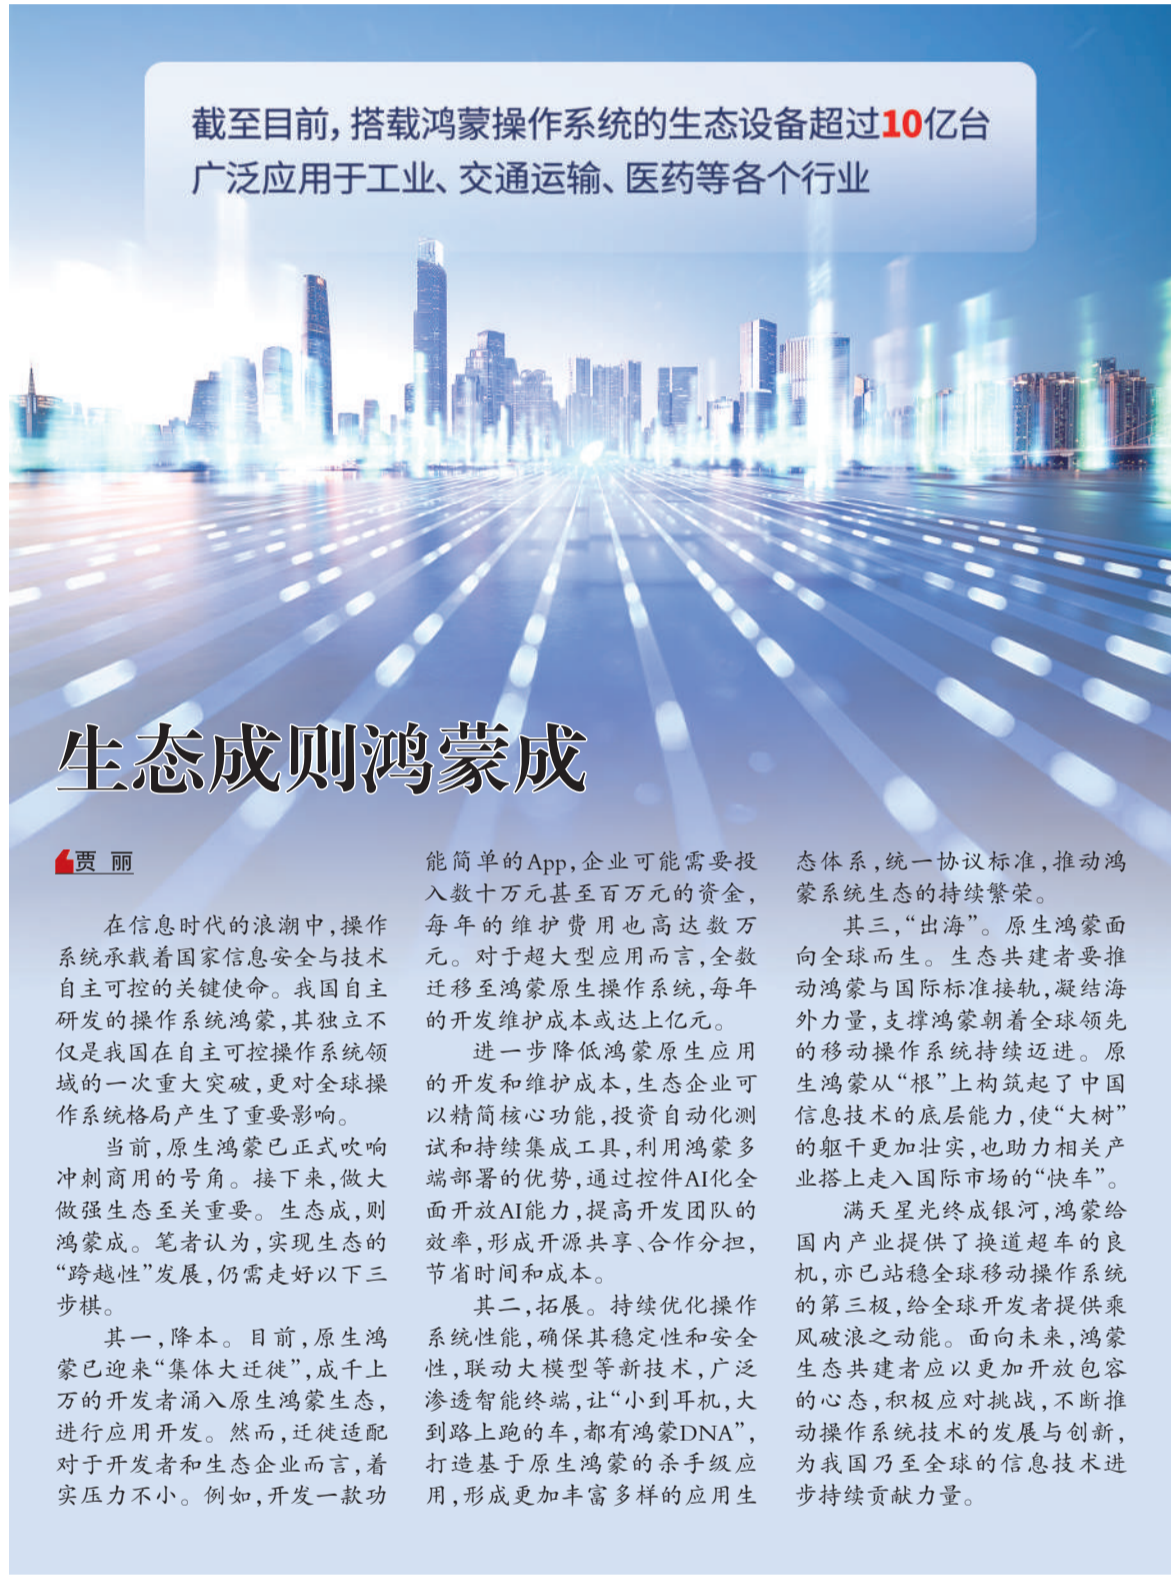 截至目前，搭载鸿蒙操作系统的生态设备超过10亿台
广泛应用于工业、交通运输、医药等各个行业
生态成则鸿蒙成
贾 丽
在信息时代的浪潮中，操作
系统承载着国家信息安全与技术
自主可控的关键使命。我国自主
研发的操作系统鸿蒙，其独立不
仅是我国在自主可控操作系统领
域的一次重大突破，更对全球操
作系统格局产生了重要影响。
当前，原生鸿蒙已正式吹响
冲刺商用的号角。接下来，做大
做强生态至关重要。生态成，则
鸿蒙成。笔者认为，实现生态的
“跨越性”发展，仍需走好以下三
步棋。
其一，降本。目前，原生鸿
蒙已迎来“集体大迁徙”，成千上
万的开发者涌入原生鸿蒙生态，
进行应用开发。然而，迁徙适配
对于开发者和生态企业而言，着
实压力不小。例如，开发一款功
能简单的App，企业可能需要投
入数十万元甚至百万元的资金，
每年的维护费用也高达数万
元。对于超大型应用而言，全数
迁移至鸿蒙原生操作系统，每年
的开发维护成本或达上亿元。
进一步降低鸿蒙原生应用
的开发和维护成本，生态企业可
以精简核心功能，投资自动化测
试和持续集成工具，利用鸿蒙多
端部署的优势，通过控件AI化全
面开放AI能力，提高开发团队的
效率，形成开源共享、合作分担，
节省时间和成本。
其二，拓展。持续优化操作
系统性能，确保其稳定性和安全
性，联动大模型等新技术，广泛
渗透智能终端，让“小到耳机，大
到路上跑的车，都有鸿蒙DNA”，
打造基于原生鸿蒙的杀手级应
用，形成更加丰富多样的应用生
态体系，统一协议标准，推动鸿
蒙系统生态的持续繁荣。
其三，“出海”。原生鸿蒙面
向全球而生。生态共建者要推
动鸿蒙与国际标准接轨，凝结海
外力量，支撑鸿蒙朝着全球领先
的移动操作系统持续迈进。原
生鸿蒙从“根”上构筑起了中国
信息技术的底层能力，使“大树”
的躯干更加壮实，也助力相关产
业搭上走入国际市场的“快车”。
满天星光终成银河，鸿蒙给
国内产业提供了换道超车的良
机，亦已站稳全球移动操作系统
的第三极，给全球开发者提供乘
风破浪之动能。面向未来，鸿蒙
生态共建者应以更加开放包容
的心态，积极应对挑战，不断推
动操作系统技术的发展与创新，
为我国乃至全球的信息技术进
步持续贡献力量。